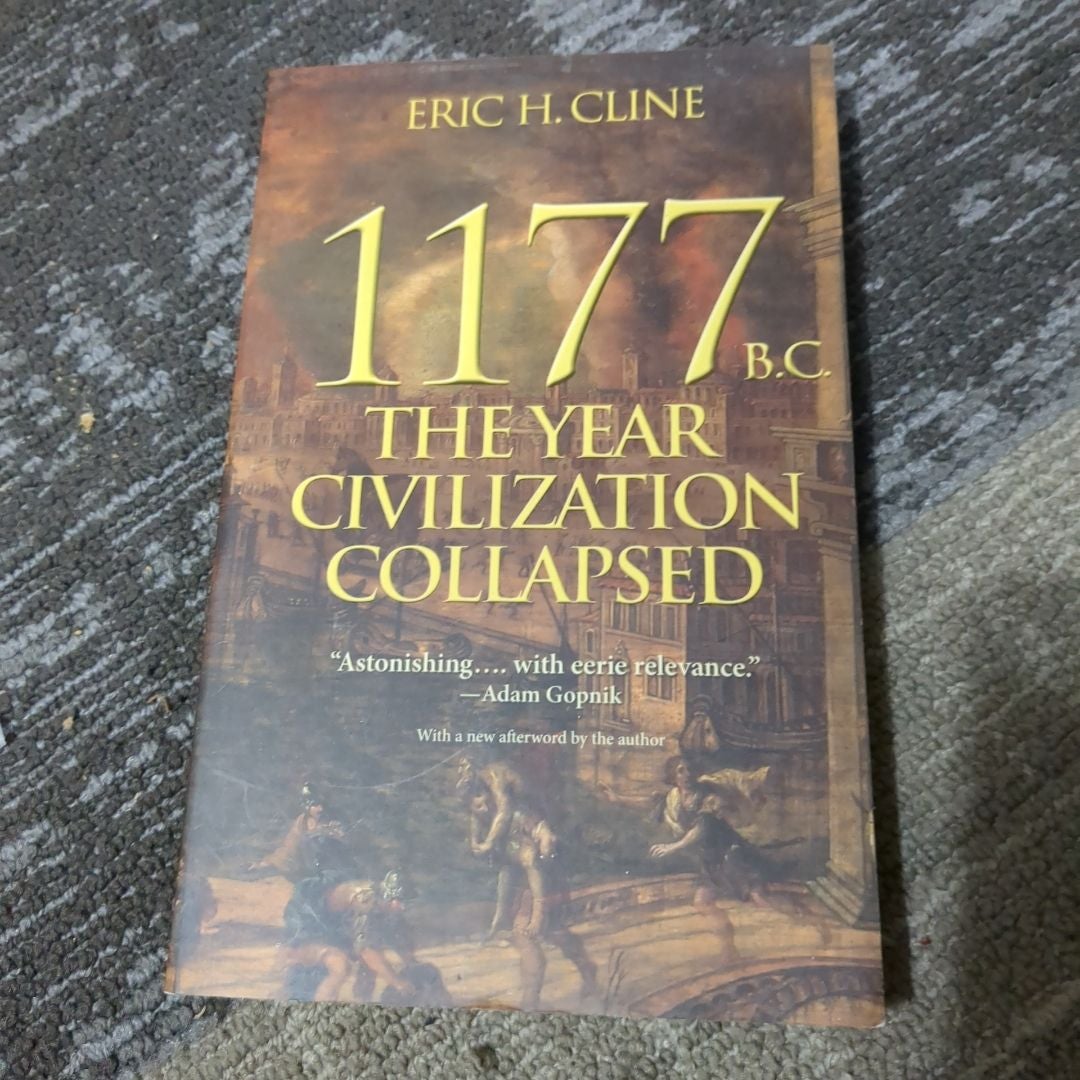 ERIC H. CLINE
1177 B.C.
THE YEAR
CIVILIZATION
COLLAPSED
“Astonishing.... with eerie relevance.”
—Adam Gopnik
With a new afterword by the author